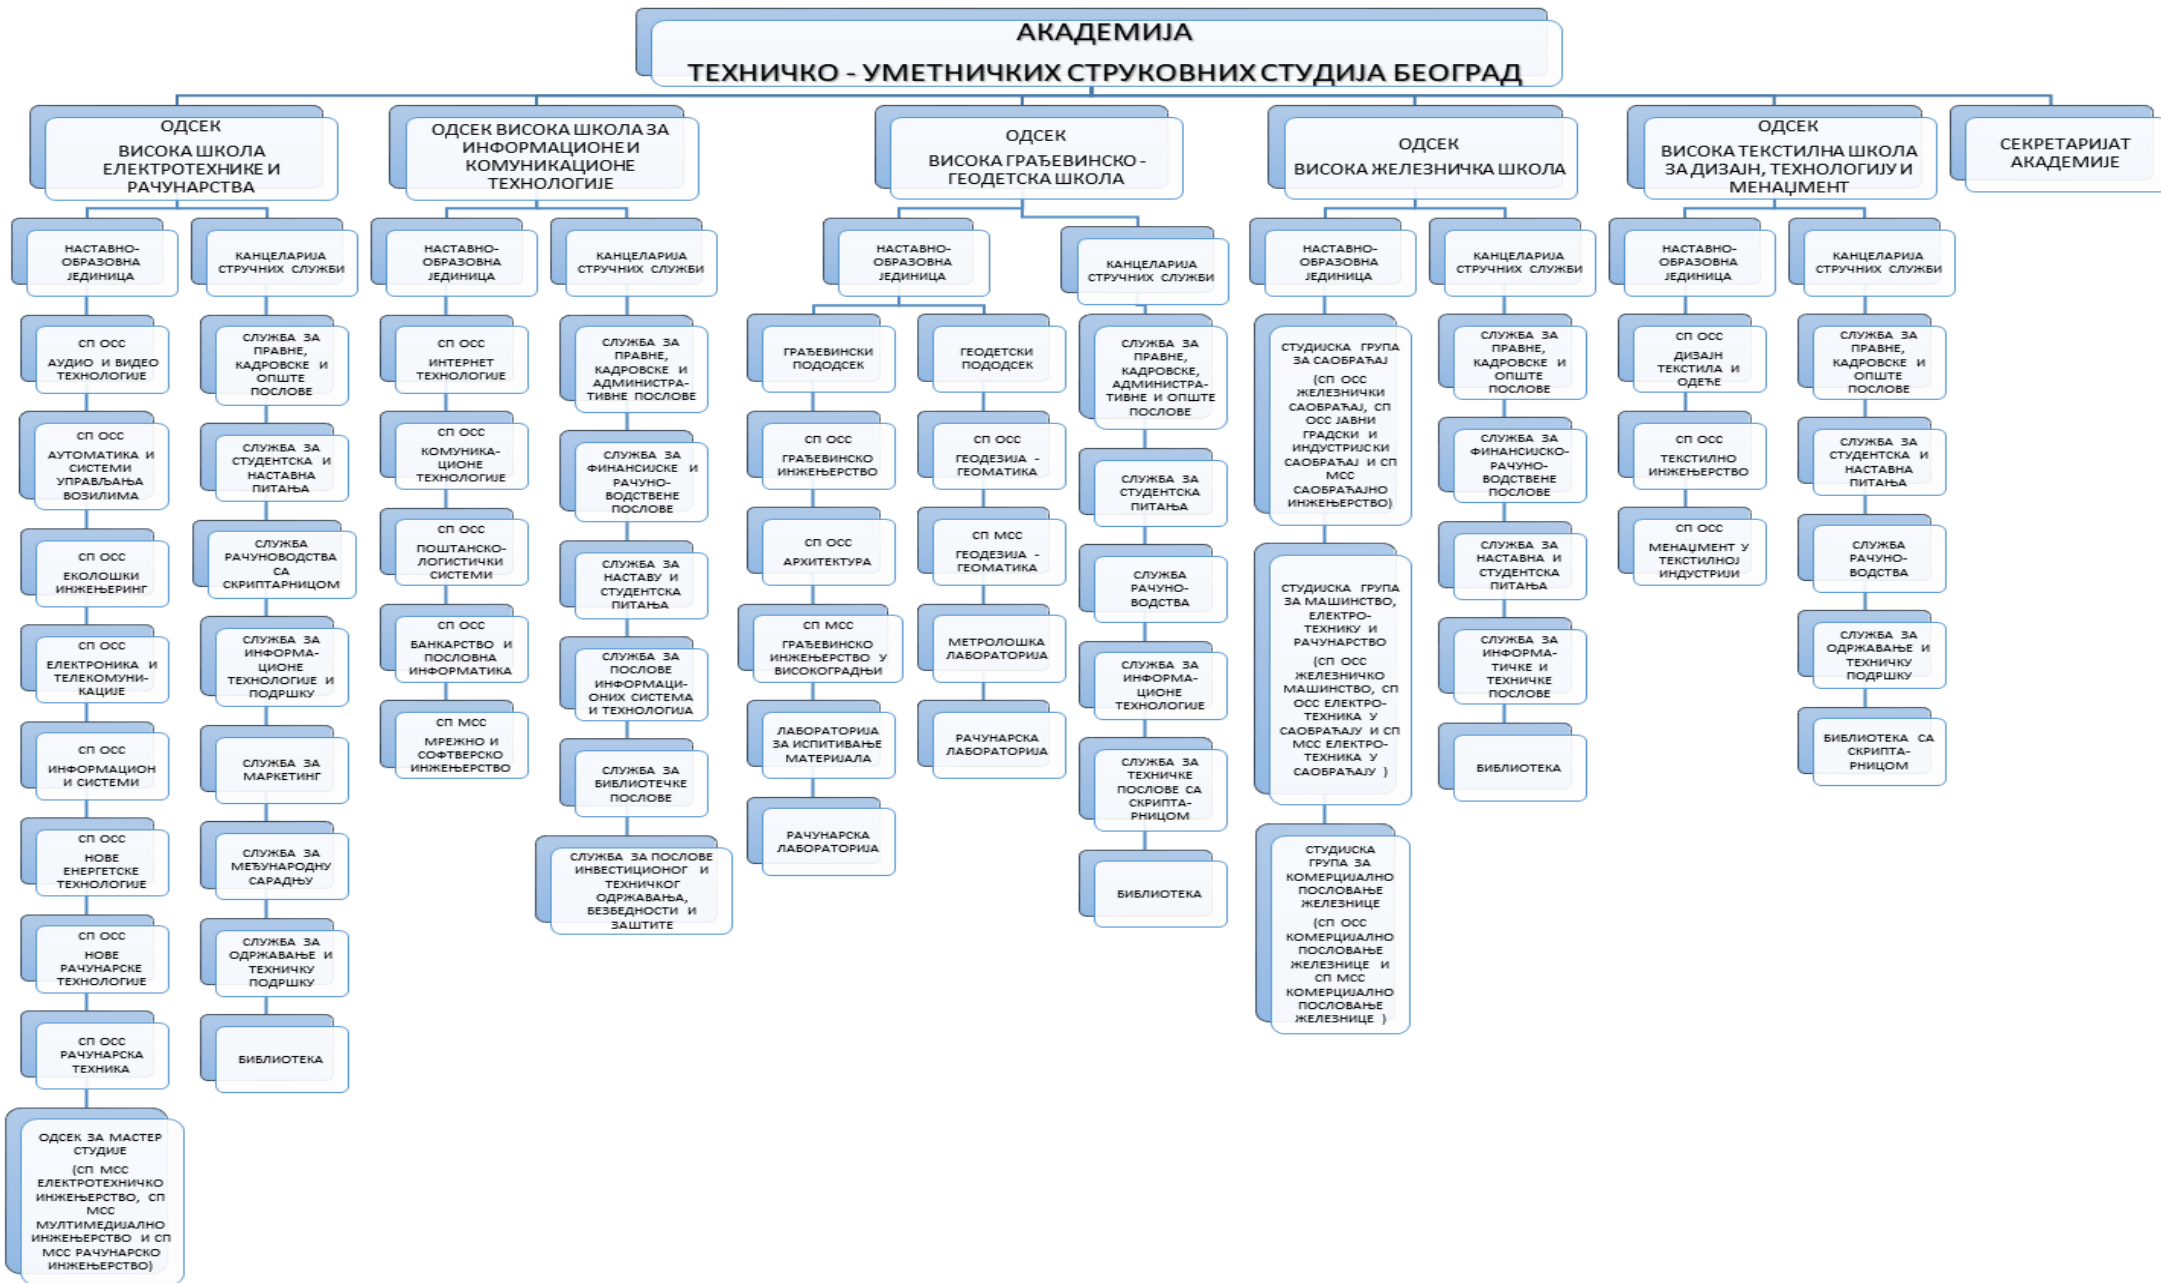 АКАДЕМИЈА
ТЕХНИЧКО - УМЕТНИЧКИХ СТРУКОВНИХ СТУДИЈА БЕОГРАД
ОДСЕК
ВИСОКА ШКОЛА
ЕЛЕКТРОТЕХНИКЕ И
РАЧУНАРСТВА
НАСТАВНО-
ОБРАЗОВНА
ЈЕДИНИЦА
СП ОСС
АУДИО И ВИДЕО
ТЕХНОЛОГИЈЕ
СП ОСС
АУТОМАТИКА И
СИСТЕМИ
УПРАВЉАЊА
ВОЗИЛИМА
СП ОСС
ЕКОЛОШКИ
ИНЖЕЊЕРИНГ
СП ОСС
ЕЛЕКТРОНИКА И
ТЕЛЕКОМУНИ-
КАЦИЈЕ
СП ОСС
ИНФОРМАЦИОН
И СИСТЕМИ
СП ОСС
НОВЕ
ЕНЕРГЕТСКЕ
ТЕХНОЛОГИЈЕ
СП ОСС
НОВЕ
РАЧУНАРСКЕ
ТЕХНОЛОГИЈЕ
СП ОСС
РАЧУНАРСКА
ТЕХНИКА
ОДСЕК ЗА МАСТЕР
СТУДИЈЕ
(СП МСС
ЕЛЕКТРОТЕХНИЧКО
ИНЖЕЊЕРСТВО, СП
МСС
МУЛТИМЕДИЈАЛНО
ИНЖЕЊЕРСТВО И СП
МСС РАЧУНАРСКО
ИНЖЕЊЕРСТВО)
КАНЦЕЛАРИЈА
СТРУЧНИХ СЛУЖБИ
СЛУЖБА ЗА
ПРАВНЕ,
КАДРОВСКЕ И
ОПШТЕ
ПОСЛОВЕ
СЛУЖБА ЗА
СТУДЕНТСКА И
НАСТАВНА
ПИТАЊА
СЛУЖБА
РАЧУНОВОДСТВА
СА
СКРИПТАРНИЦОМ
СЛУЖБА ЗА
ИНФОРМА-
ЦИОНЕ
ТЕХНОЛОГИЈЕ И
ПОДРШКУ
СЛУЖБА ЗА
МАРКЕТИНГ
СЛУЖБА ЗА
МЕЂУНАРОДНУ
САРАДЊУ
СЛУЖБА ЗА
ОДРЖАВАЊЕ И
ТЕХНИЧКУ
ПОДРШКУ
БИБЛИОТЕКА
ОДСЕК ВИСОКА ШКОЛА ЗА
ИНФОРМАЦИОНЕ И
КОМУНИКАЦИОНЕ
ТЕХНОЛОГИЈЕ
НАСТАВНО-
ОБРАЗОВНА
ЈЕДИНИЦА
СП ОСС
ИНТЕРНЕТ
ТЕХНОЛОГИЈЕ
СП ОСС
КОМУНИКА-
ЦИОНЕ
ТЕХНОЛОГИЈЕ
СП ОСС
ПОШТАНСКО-
ЛОГИСТИЧКИ
СИСТЕМИ
СП ОСС
БАНКАРСТВО И
ПОСЛОВНА
ИНФОРМАТИКА
СП МСС
МРЕЖНО И
СОФТВЕРСКО
ИНЖЕЊЕРСТВО
КАНЦЕЛАРИЈА
СТРУЧНИХ СЛУЖБИ
СЛУЖБА ЗА
ПРАВНЕ,
КАДРОВСКЕ И
АДМИНИСТРА-
ТИВНЕ ПОСЛОВЕ
СЛУЖБА ЗА
ФИНАНСИЈСКЕ И
РАЧУНО-
ВОДСТВЕНЕ
ПОСЛОВЕ
СЛУЖБА ЗА
НАСТАВУ И
СТУДЕНТСКА
ПИТАЊА
СЛУЖБА ЗА
ПОСЛОВЕ
ИНФОРМАЦИ-
ОНИХ СИСТЕМА
И ТЕХНОЛОГИЈА
СЛУЖБА ЗА
БИБЛИОТЕЧКЕ
ПОСЛОВЕ
СЛУЖБА ЗА ПОСЛОВЕ
ИНВЕСТИЦИОНОГ И
ТЕХНИЧКОГ
ОДРЖАВАЊА,
БЕЗБЕДНОСТИ И
ЗАШТИТЕ
ОДСЕК
ВИСОКА ГРАЂЕВИНСКО -
ГЕОДЕТСКА ШКОЛА
НАСТАВНО-
ОБРАЗОВНА
ЈЕДИНИЦА
ГРАЂЕВИНСКИ
ПОДОДСЕК
СП ОСС
ГРАЂЕВИНСКО
ИНЖЕЊЕРСТВО
СП ОСС
АРХИТЕКТУРА
СП МСС
ГРАЂЕВИНСКО
ИНЖЕЊЕРСТВО У
ВИСОКОГРАДЊИ
ЛАБОРАТОРИЈА
ЗА ИСПИТИВАЊЕ
МАТЕРИЈАЛА
РАЧУНАРСКА
ЛАБОРАТОРИЈА
ГЕОДЕТСКИ
ПОДОДСЕК
СП ОСС
ГЕОДЕЗИЈА -
ГЕОМАТИКА
СП МСС
ГЕОДЕЗИЈА -
ГЕОМАТИКА
МЕТРОЛОШКА
ЛАБОРАТОРИЈА
РАЧУНАРСКА
ЛАБОРАТОРИЈА
КАНЦЕЛАРИЈА
СТРУЧНИХ СЛУЖБИ
СЛУЖБА ЗА
ПРАВНЕ,
КАДРОВСКЕ,
АДМИНИСТРА-
ТИВНЕ И ОПШТЕ
ПОСЛОВЕ
СЛУЖБА ЗА
СТУДЕНТСКА
ПИТАЊА
СЛУЖБА
РАЧУНО-
ВОДСТВА
СЛУЖБА ЗА
ИНФОРМА-
ЦИОНЕ
ТЕХНОЛОГИЈЕ
СЛУЖБА ЗА
ТЕХНИЧКЕ
ПОСЛОВЕ СА
СКРИПТА-
РНИЦОМ
БИБЛИОТЕКА
ОДСЕК
ВИСОКА ЖЕЛЕЗНИЧКА ШКОЛА
НАСТАВНО-
ОБРАЗОВНА
ЈЕДИНИЦА
СТУДИЈСКА ГРУПА
ЗА САОБРАЋАЈ
(СП ОСС
ЖЕЛЕЗНИЧКИ
САОБРАЋАЈ, СП
ОСС ЈАВНИ
ГРАДСКИ И
ИНДУСТРИЈСКИ
САОБРАЋАЈ И СП
МСС
САОБРАЋАЈНО
ИНЖЕЊЕРСТВО)
СТУДИЈСКА ГРУПА
ЗА МАШИНСТВО,
ЕЛЕКТРО-
ТЕХНИКУ И
РАЧУНАРСТВО
(СП ОСС
ЖЕЛЕЗНИЧКО
МАШИНСТВО, СП
ОСС ЕЛЕКТРО-
ТЕХНИКА У
САОБРАЋАЈУ И СП
МСС ЕЛЕКТРО-
ТЕХНИКА У
САОБРАЋАЈУ )
СТУДИЈСКА
ГРУПА ЗА
КОМЕРЦИЈАЛНО
ПОСЛОВАЊЕ
ЖЕЛЕЗНИЦЕ
(СП ОСС
КОМЕРЦИЈАЛНО
ПОСЛОВАЊЕ
ЖЕЛЕЗНИЦЕ И
СП МСС
КОМЕРЦИЈАЛНО
ПОСЛОВАЊЕ
ЖЕЛЕЗНИЦЕ )
КАНЦЕЛАРИЈА
СТРУЧНИХ СЛУЖБИ
СЛУЖБА ЗА
ПРАВНЕ,
КАДРОВСКЕ И
ОПШТЕ
ПОСЛОВЕ
СЛУЖБА ЗА
ФИНАНСИЈСКО-
РАЧУНО-
ВОДСТВЕНЕ
ПОСЛОВЕ
СЛУЖБА ЗА
НАСТАВНА И
СТУДЕНТСКА
ПИТАЊА
СЛУЖБА ЗА
ИНФОРМА-
ТИЧКЕ И
ТЕХНИЧКЕ
ПОСЛОВЕ
БИБЛИОТЕКА
ОДСЕК
ВИСОКА ТЕКСТИЛНА ШКОЛА
ЗА ДИЗАЈН, ТЕХНОЛОГИЈУ И
МЕНАЏМЕНТ
НАСТАВНО-
ОБРАЗОВНА
ЈЕДИНИЦА
СП ОСС
ДИЗАЈН
ТЕКСТИЛА И
ОДЕЋЕ
СП ОСС
ТЕКСТИЛНО
ИНЖЕЊЕРСТВО
СП ОСС
МЕНАЏМЕНТ У
ТЕКСТИЛНОЈ
ИНДУСТРИЈИ
КАНЦЕЛАРИЈА
СТРУЧНИХ СЛУЖБИ
СЛУЖБА ЗА
ПРАВНЕ,
КАДРОВСКЕ И
ОПШТЕ
ПОСЛОВЕ
СЛУЖБА ЗА
СТУДЕНТСКА И
НАСТАВНА
ПИТАЊА
СЛУЖБА
РАЧУНО-
ВОДСТВА
СЛУЖБА ЗА
ОДРЖАВАЊЕ И
ТЕХНИЧКУ
ПОДРШКУ
БИБЛИОТЕКА СА
СКРИПТА-
РНИЦОМ
СЕКРЕТАРИЈАТ
АКАДЕМИЈЕ